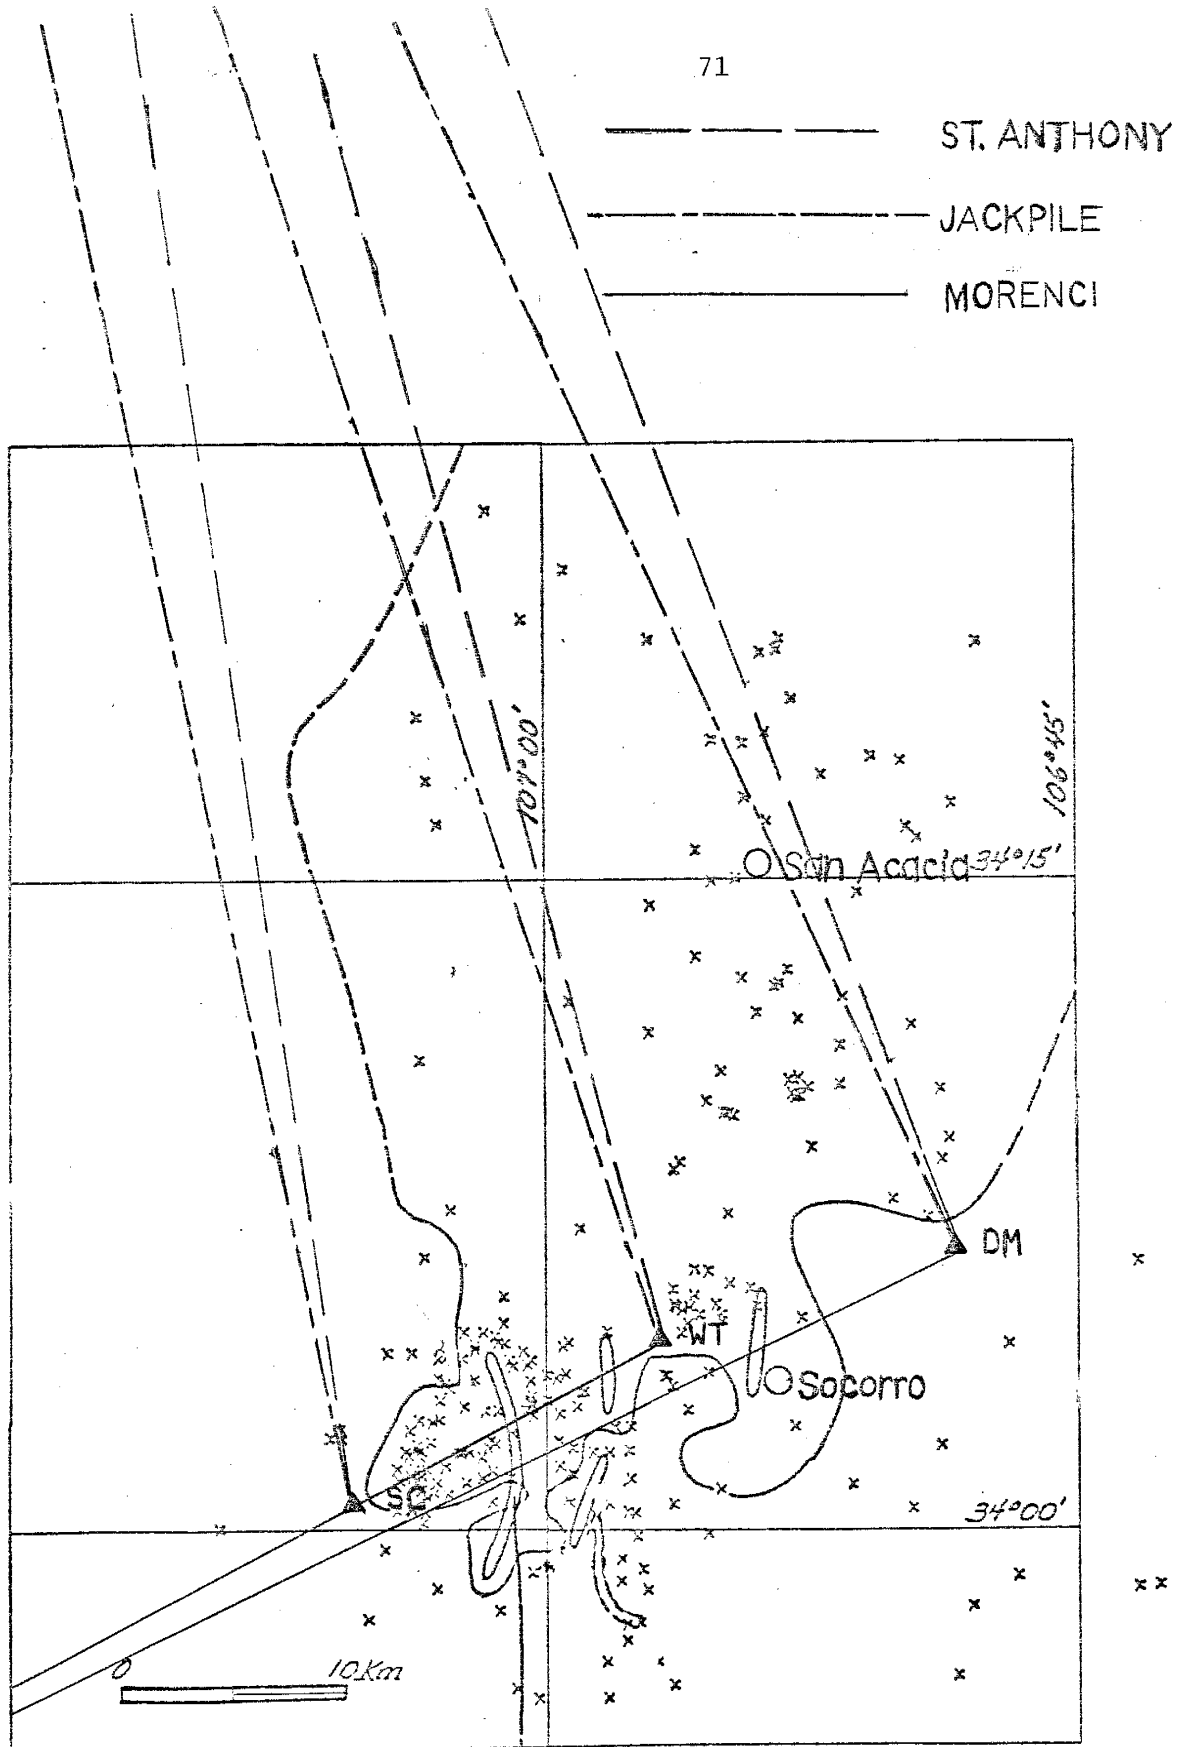 71
ST. ANTHONY
JACKPILE
MORENCI
107°00'
106°45'
San Acacia
34°15'
DM
WT
Socorro
SC
34°00'
0
10Km